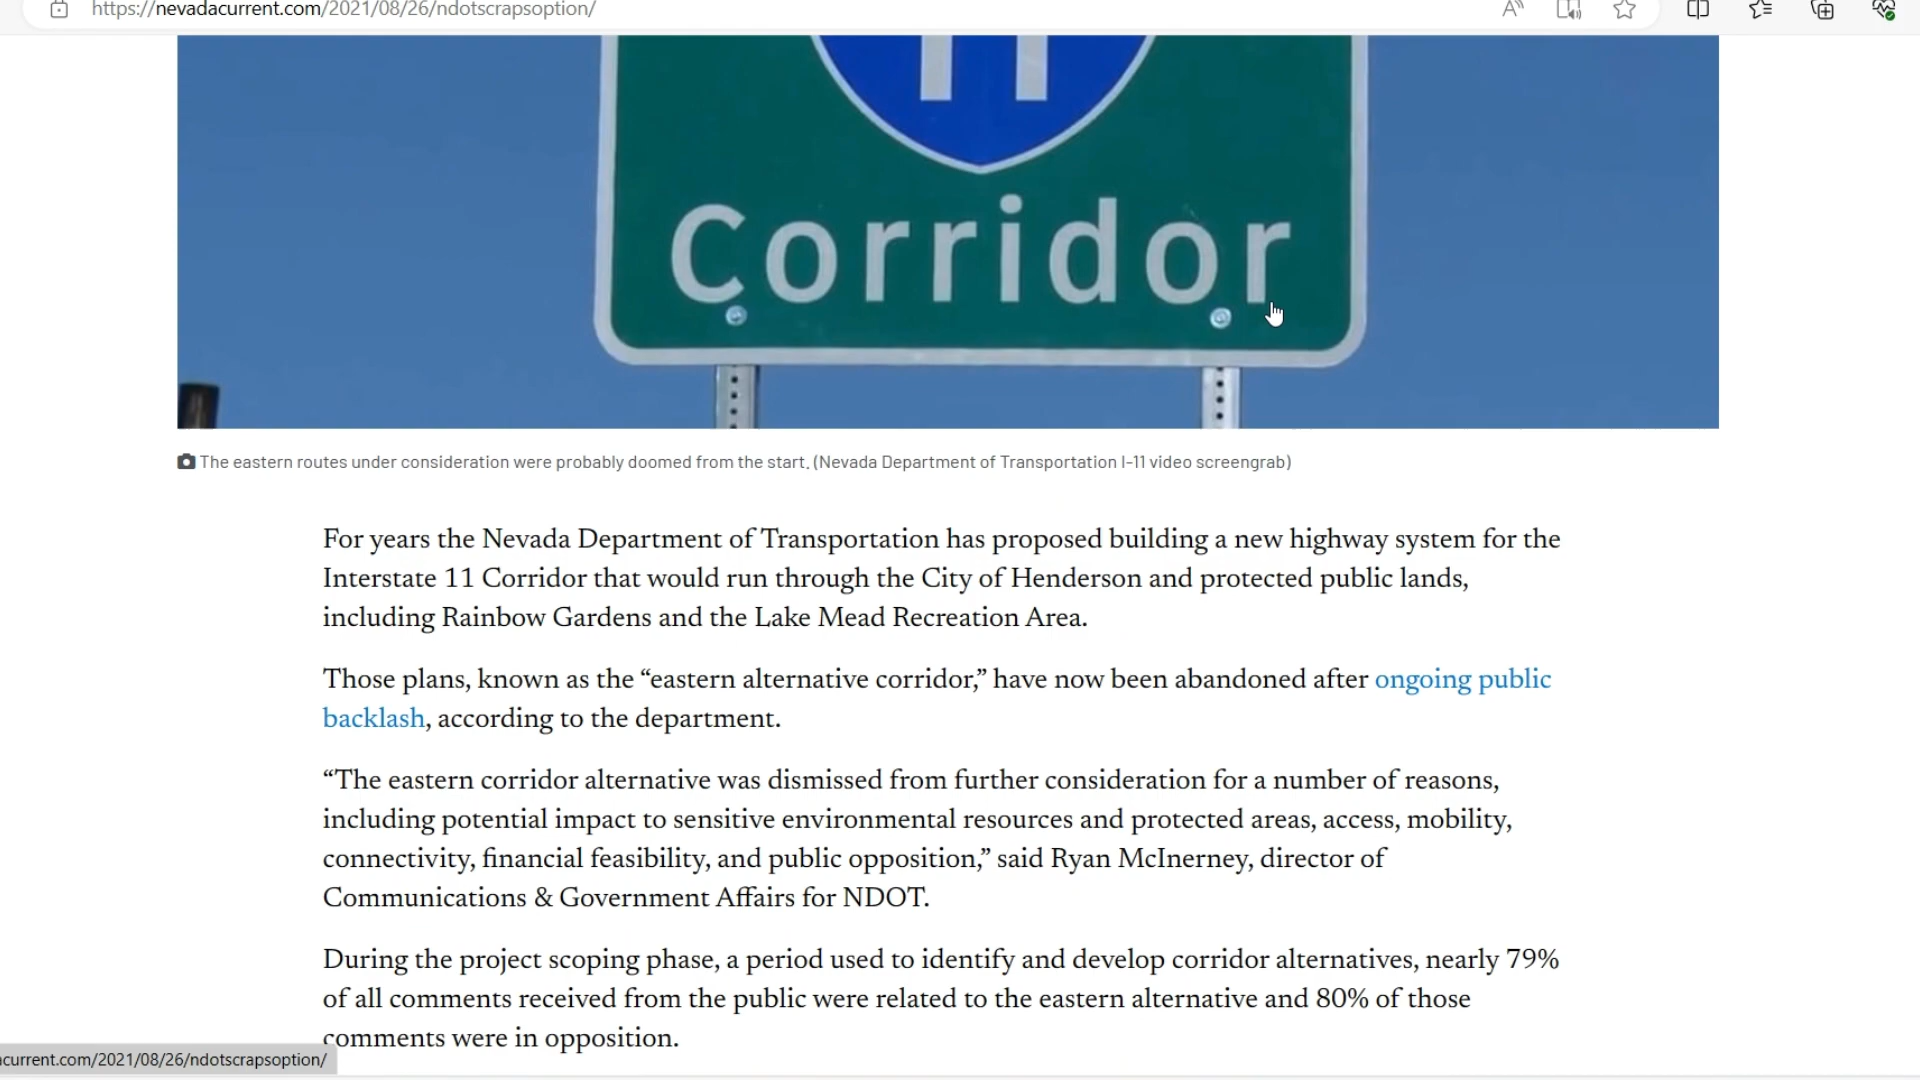 https://nevadacurrent.com/2021/08/26/ndotscrapsoption/
11
Corridor
The eastern routes under consideration were probably doomed from the start. (Nevada Department of Transportation I-11 video screengrab)
For years the Nevada Department of Transportation has proposed building a new highway system for the
Interstate 11 Corridor that would run through the City of Henderson and protected public lands,
including Rainbow Gardens and the Lake Mead Recreation Area.
Those plans, known as the “eastern alternative corridor,” have now been abandoned after ongoing public
backlash, according to the department.
“The eastern corridor alternative was dismissed from further consideration for a number of reasons,
including potential impact to sensitive environmental resources and protected areas, access, mobility,
connectivity, financial feasibility, and public opposition,” said Ryan McInerney, director of
Communications & Government Affairs for NDOT.
During the project scoping phase, a period used to identify and develop corridor alternatives, nearly 79%
of all comments received from the public were related to the eastern alternative and 80% of those
comments were in opposition.
acurrent.com/2021/08/26/ndotscrapsoption/